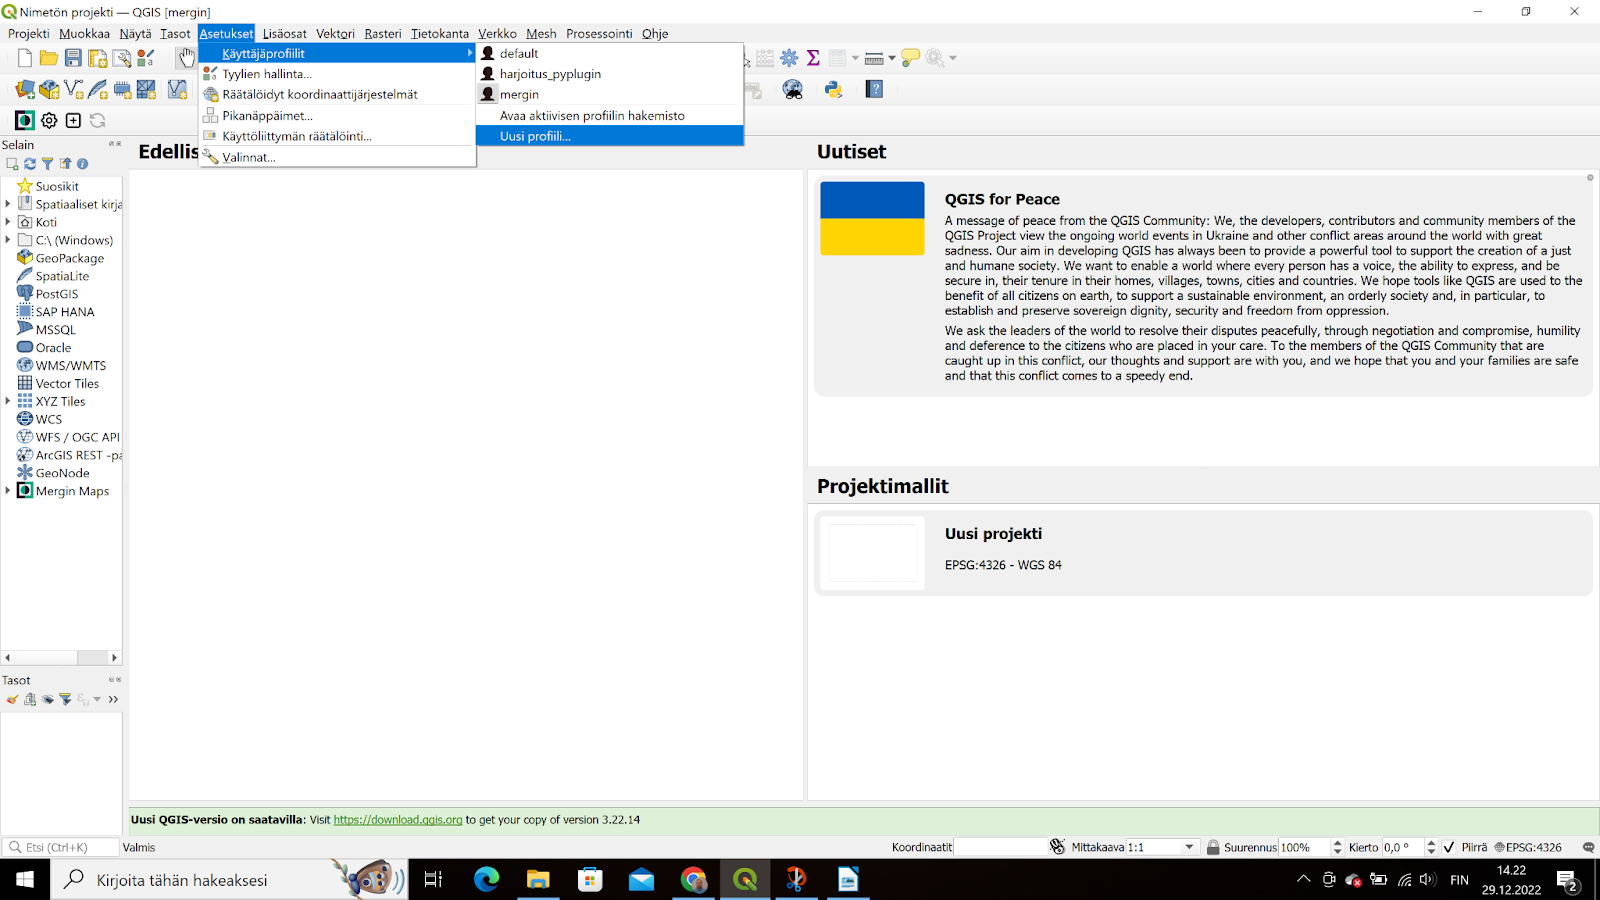 Nimetön projekti — QGIS [mergin]
Projekti Muokkaa Näytä Tasot Asetukset Lisäosat Vektori Rasteri Tietokanta Verkko Mesh Prosessointi Ohje
Käyttäjäprofiilit
Tyylien hallinta...
Räätälöidyt koordinaattijärjestelmät
Pikanäppäimet...
Käyttöliittymän räätälöinti...
Valinnat...
default
harjoitus_pyplugin
mergin
Avaa aktiivisen profiilin hakemisto
Uusi profiili...
Selain
Suosikit
Spatiaaliset kirja
Koti
C:\ (Windows)
GeoPackage
SpatiaLite
PostGIS
SAP HANA
MSSQL
Oracle
WMS/WMTS
Vector Tiles
XYZ Tiles
WCS
WFS / OGC API
ArcGIS REST -pa
GeoNode
Mergin Maps
Tasot
Edellis
Uutiset
QGIS for Peace
A message of peace from the QGIS Community: We, the developers, contributors and community members of the
QGIS Project view the ongoing world events in Ukraine and other conflict areas around the world with great
sadness. Our aim in developing QGIS has always been to provide a powerful tool to support the creation of a just
and humane society. We want to enable a world where every person has a voice, the ability to express, and be
secure in, their tenure in their homes, villages, towns, cities and countries. We hope tools like QGIS are used to the
benefit of all citizens on earth, to support a sustainable environment, an orderly society and, in particular, to
establish and preserve sovereign dignity, security and freedom from oppression.
We ask the leaders of the world to resolve their disputes peacefully, through negotiation and compromise, humility
and deference to the citizens who are placed in your care. To the members of the QGIS Community that are
caught up in this conflict, our thoughts and support are with you, and we hope that you and your families are safe
and that this conflict comes to a speedy end.
Projektimallit
Uusi projekti
EPSG:4326 - WGS 84
Uusi QGIS-versio on saatavilla: Visit https://download.qgis.org to get your copy of version 3.22.14
Etsi (Ctrl+K) Valmis Koordinaatit Mittakaava 1:1 Suurennus 100% Kierto 0,0 ° Piirrä EPSG:4326
Kirjoita tähän hakeaksesi
FIN
14.22
29.12.2022
2